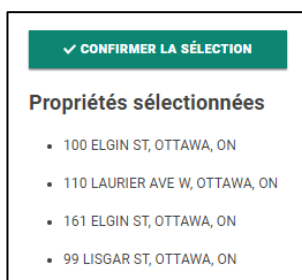 ✓ CONFIRMER LA SÉLECTION
Propriétés sélectionnées
• 100 ELGIN ST, OTTAWA, ON
• 110 LAURIER AVE W, OTTAWA, ON
• 161 ELGIN ST, OTTAWA, ON
• 99 LISGAR ST, OTTAWA, ON